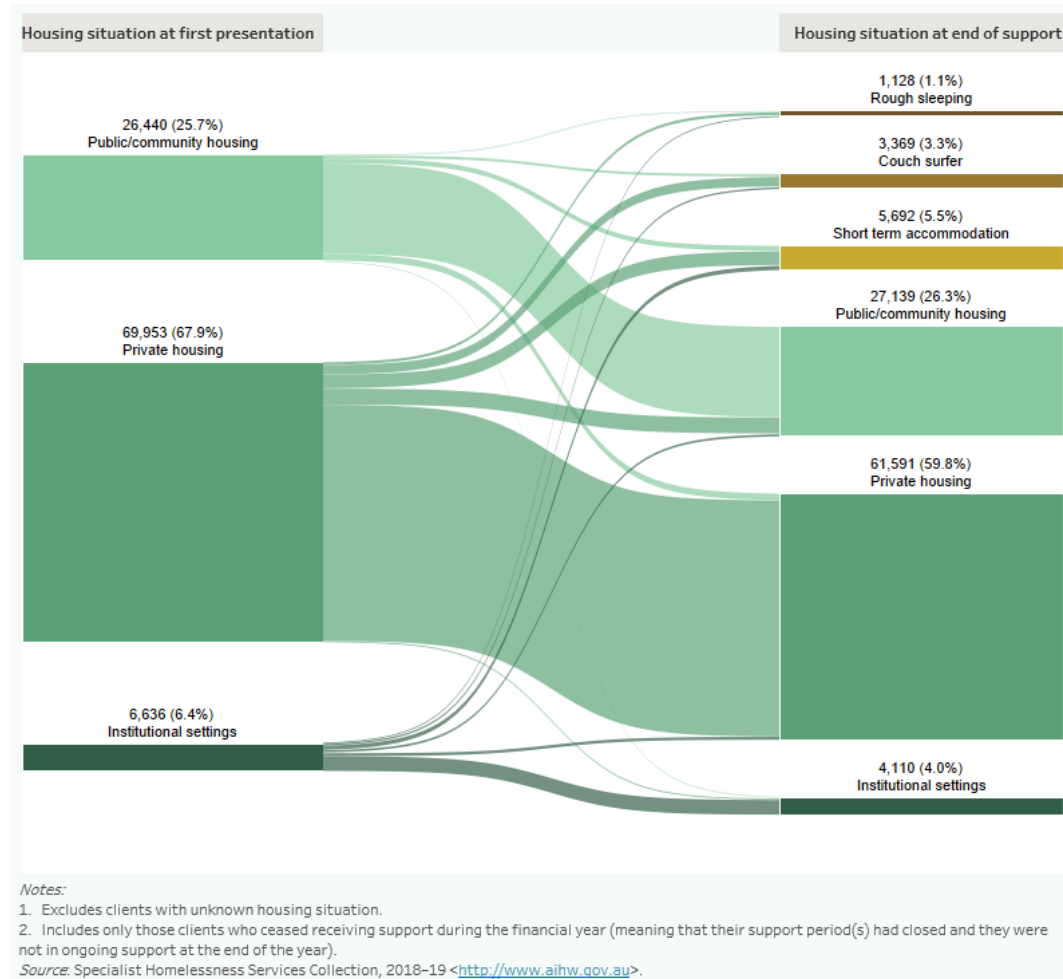 Housing situation at first presentation
Housing situation at end of support
26,440 (25.7%)
Public/community housing
69,953 (67.9%)
Private housing
6,636 (6.4%)
Institutional settings
1,128 (1.1%)
Rough sleeping
3,369 (3.3%)
Couch surfer
5,692 (5.5%)
Short term accommodation
27,139 (26.3%)
Public/community housing
61,591 (59.8%)
Private housing
4,110 (4.0%)
Institutional settings
Notes:
1. Excludes clients with unknown housing situation.
2. Includes only those clients who ceased receiving support during the financial year (meaning that their support period(s) had closed and they were
not in ongoing support at the end of the year).
Source: Specialist Homelessness Services Collection, 2018–19 <http://www.aihw.gov.au>.